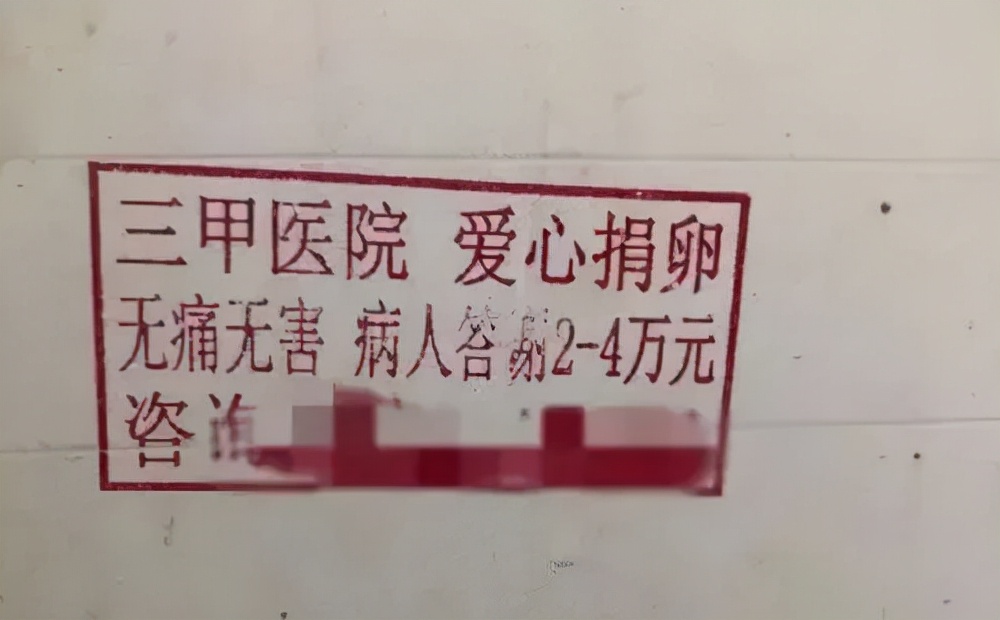 三甲医院 爱心捐卵
无痛无害 病人答谢2-4万元
咨询